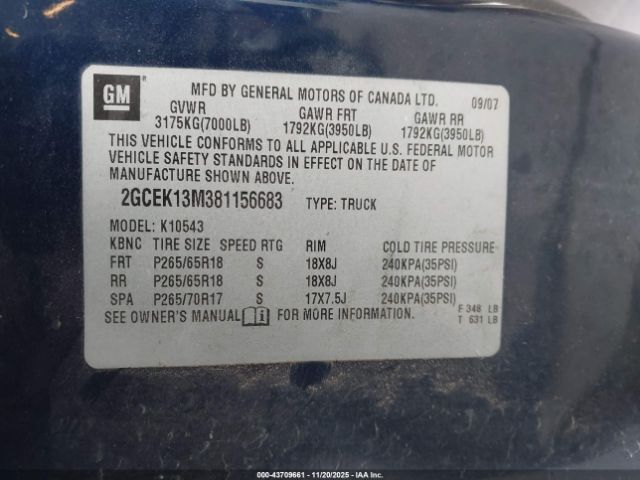 GM
MFD BY GENERAL MOTORS OF CANADA LTD. 09/07
GVWR GAWR FRT GAWR RR
3175KG(7000LB) 1792KG(3950LB) 1792KG(3950LB)
THIS VEHICLE CONFORMS TO ALL APPLICABLE U.S. FEDERAL MOTOR
VEHICLE SAFETY STANDARDS IN EFFECT ON THE DATE OF
MANUFACTURE SHOWN ABOVE.
2GCEK13M381156683 TYPE: TRUCK
MODEL: K10543
KBNC TIRE SIZE SPEED RTG RIM COLD TIRE PRESSURE
FRT P265/65R18 S 18X8J 240KPA(35PSI)
RR P265/65R18 S 18X8J 240KPA(35PSI)
SPA P265/70R17 S 17X7.5J 240KPA(35PSI)
SEE OWNER'S MANUAL i FOR MORE INFORMATION. F 348 LB
T 631 LB
00-43709661 - 11/20/2025 - IAAI.COM